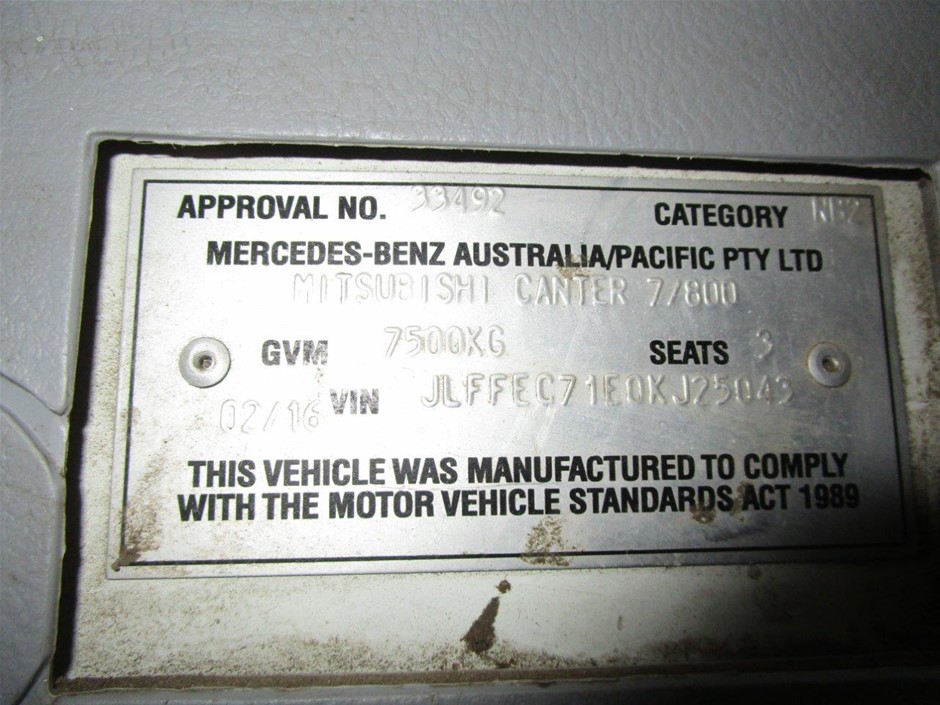 APPROVAL NO. 33492 CATEGORY NB2
MERCEDES-BENZ AUSTRALIA/PACIFIC PTY LTD
MITSUBISHI CANTER 7/800
GVM 7500KG SEATS 3
02/16 VIN JLFFEC71E0KJ25043
THIS VEHICLE WAS MANUFACTURED TO COMPLY
WITH THE MOTOR VEHICLE STANDARDS ACT 1989